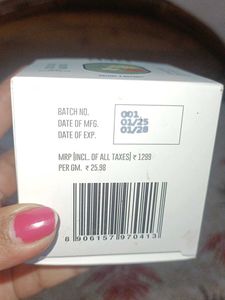 BATCH NO. 001
DATE OF MFG. 01/25
DATE OF EXP. 01/28
MRP (INCL. OF ALL TAXES) ₹ 1299
PER GM. ₹ 25.98
8 906157 970413